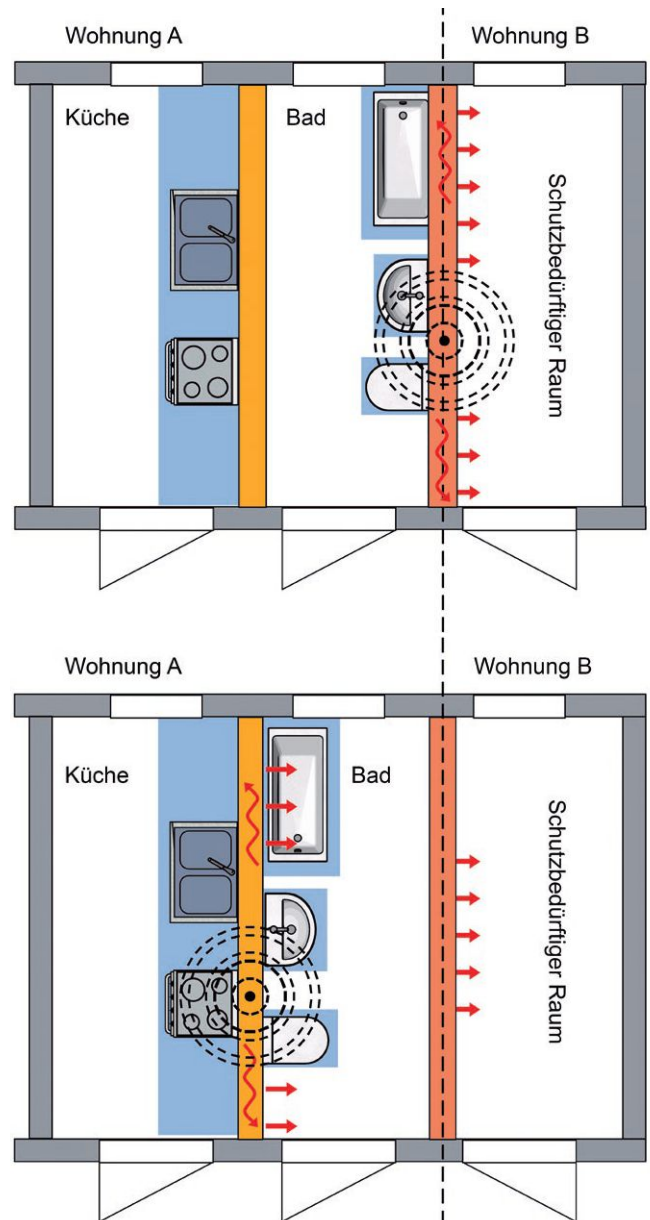 Wohnung A
Wohnung B
Küche
Bad
Schutzbedürftiger Raum
Wohnung A
Wohnung B
Küche
Bad
Schutzbedürftiger Raum